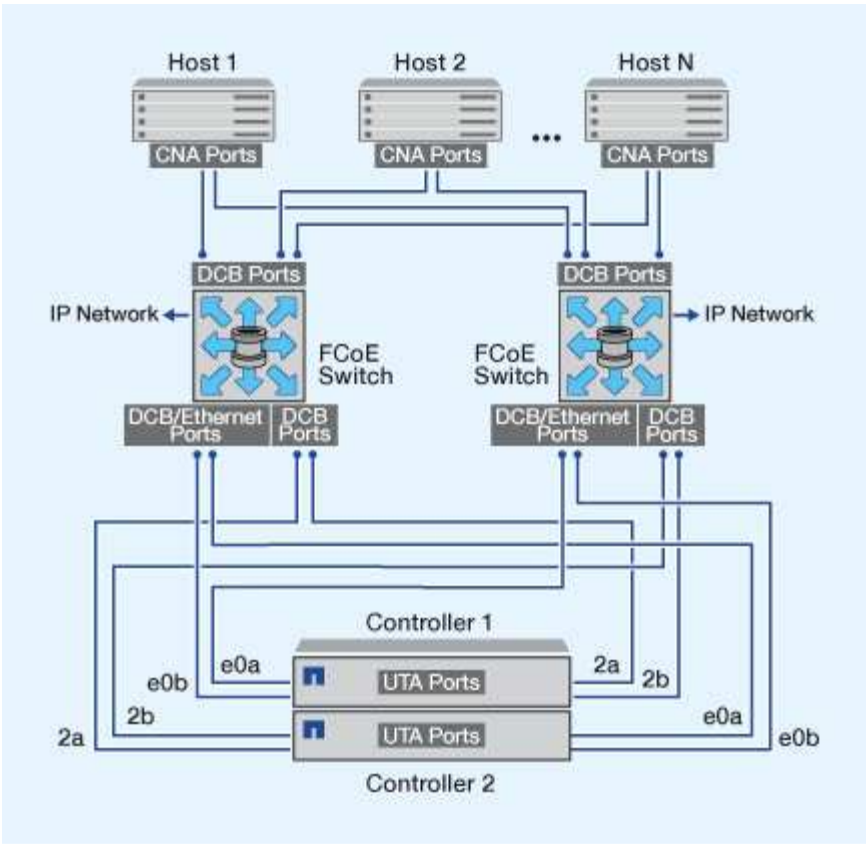 Host 1
Host 2
Host N
...
CNA Ports
CNA Ports
CNA Ports
DCB Ports
DCB Ports
IP Network
IP Network
FCoE
Switch
FCoE
Switch
DCB/Ethernet
Ports
DCB
Ports
DCB/Ethernet
Ports
DCB
Ports
Controller 1
e0b
e0a
UTA Ports
2a
2b
2a
2b
UTA Ports
e0a
e0b
Controller 2